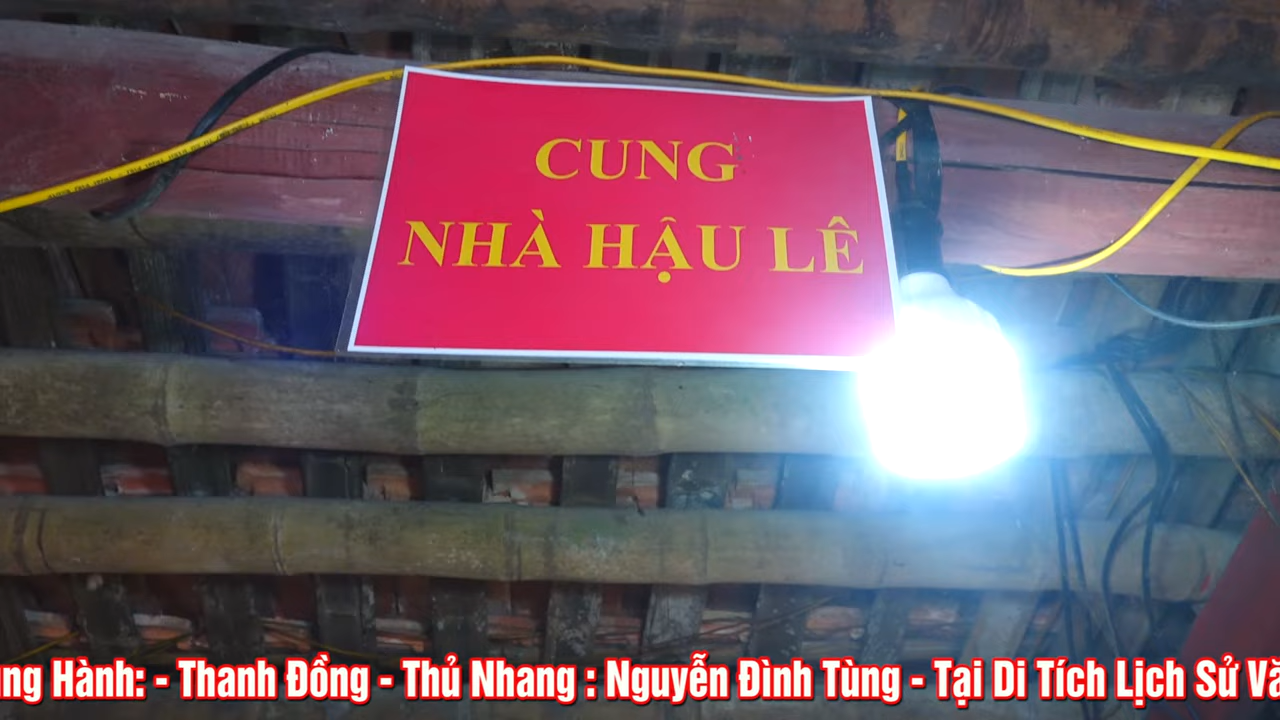 CUNG
NHÀ HẬU LÊ
Hành: - Thanh Đồng - Thủ Nhang : Nguyễn Đình Tùng - Tại Di Tích Lịch Sử